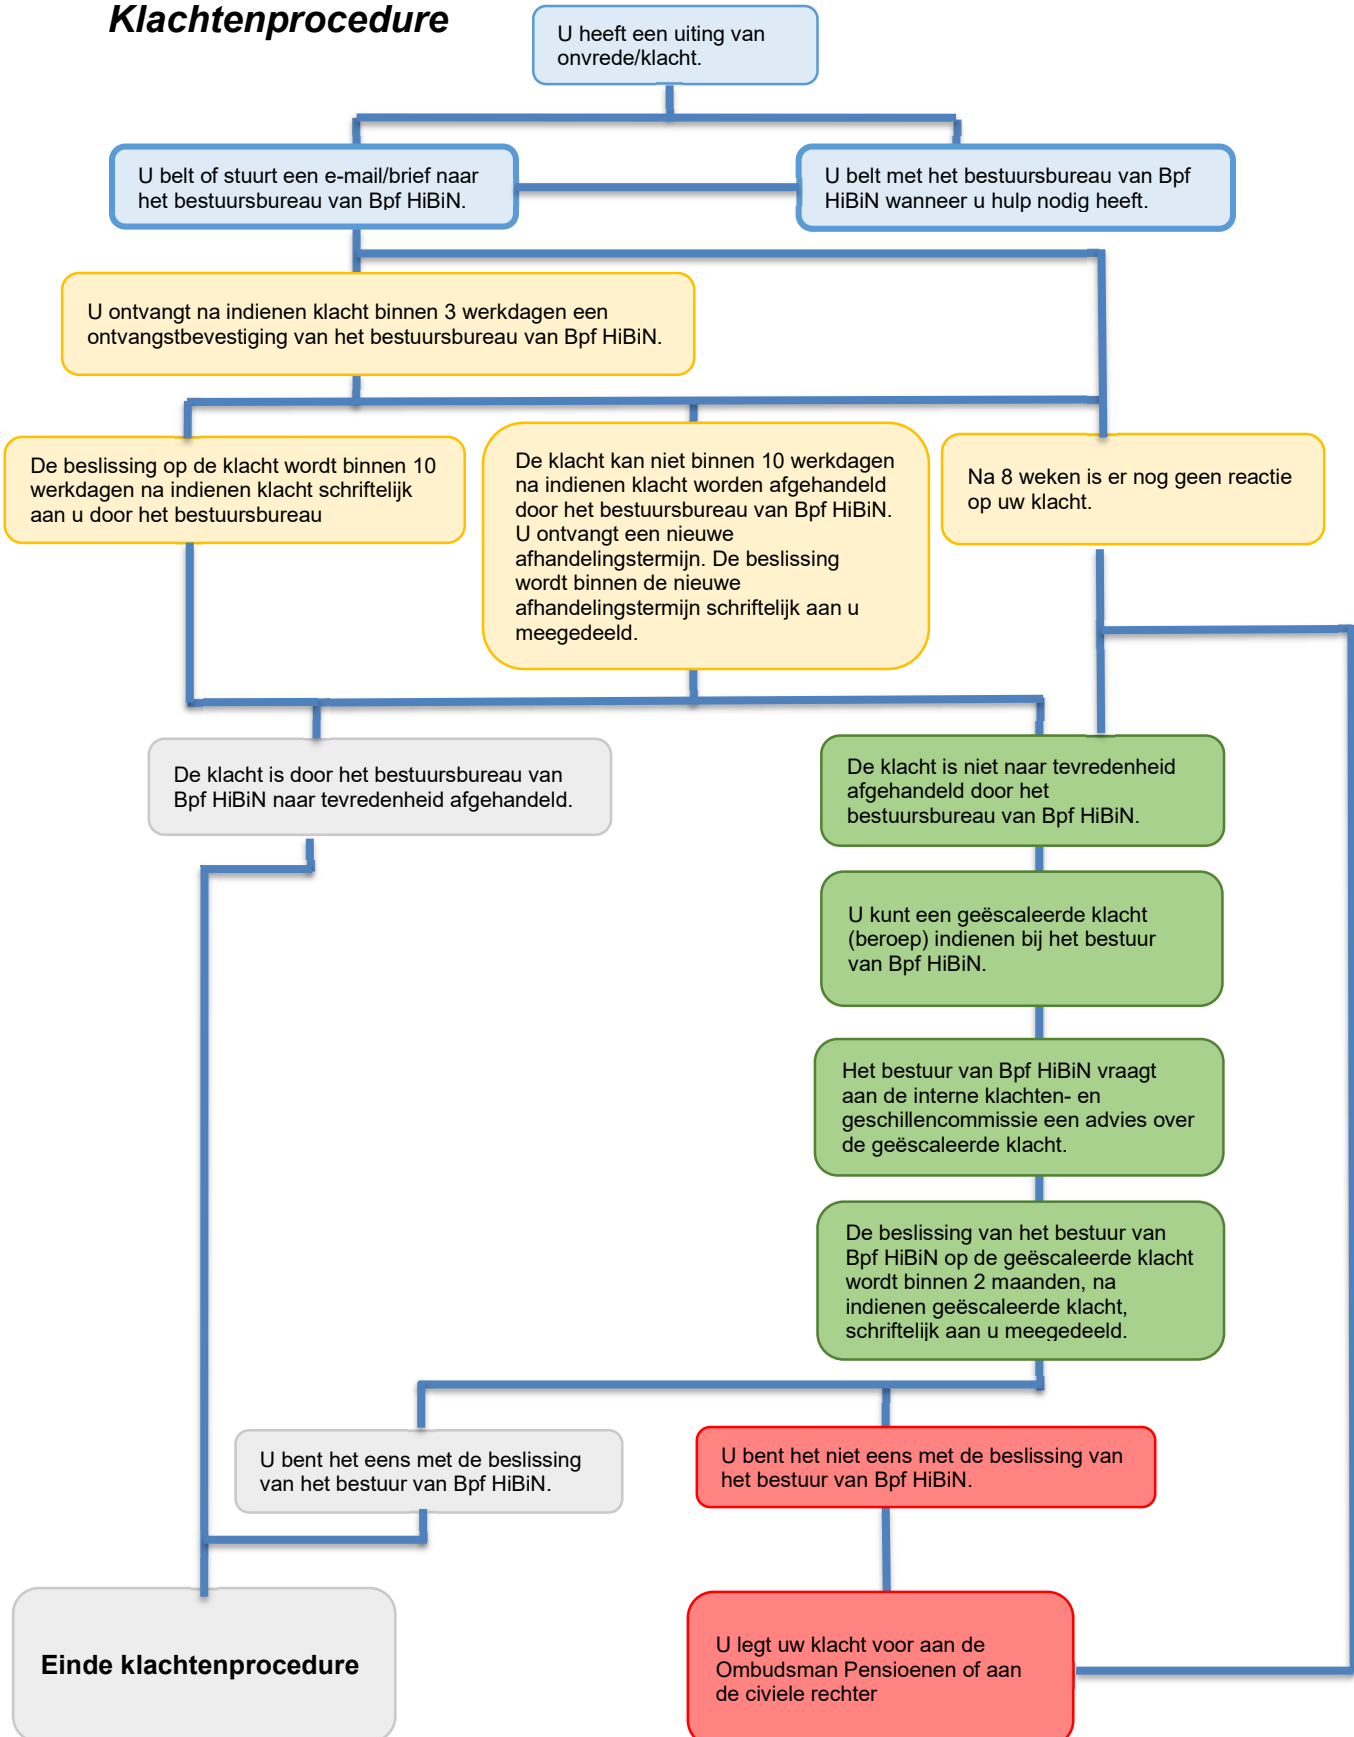 Klachtenprocedure
U heeft een uiting van
onvrede/klacht.
U belt of stuurt een e-mail/brief naar
het bestuursbureau van Bpf HiBiN.
U belt met het bestuursbureau van Bpf
HiBiN wanneer u hulp nodig heeft.
U ontvangt na indienen klacht binnen 3 werkdagen een
ontvangstbevestiging van het bestuursbureau van Bpf HiBiN.
De beslissing op de klacht wordt binnen 10
werkdagen na indienen klacht schriftelijk
aan u door het bestuursbureau
De klacht kan niet binnen 10 werkdagen
na indienen klacht worden afgehandeld
door het bestuursbureau van Bpf HiBiN.
U ontvangt een nieuwe
afhandelingstermijn. De beslissing
wordt binnen de nieuwe
afhandelingstermijn schriftelijk aan u
meegedeeld.
Na 8 weken is er nog geen reactie
op uw klacht.
De klacht is door het bestuursbureau van
Bpf HiBiN naar tevredenheid afgehandeld.
De klacht is niet naar tevredenheid
afgehandeld door het
bestuursbureau van Bpf HiBiN.
U kunt een geëscaleerde klacht
(beroep) indienen bij het bestuur
van Bpf HiBiN.
Het bestuur van Bpf HiBiN vraagt
aan de interne klachten- en
geschillencommissie een advies over
de geëscaleerde klacht.
De beslissing van het bestuur van
Bpf HiBiN op de geëscaleerde klacht
wordt binnen 2 maanden, na
indienen geëscaleerde klacht,
schriftelijk aan u meegedeeld.
U bent het eens met de beslissing
van het bestuur van Bpf HiBiN.
U bent het niet eens met de beslissing van
het bestuur van Bpf HiBiN.
Einde klachtenprocedure
U legt uw klacht voor aan de
Ombudsman Pensioenen of aan
de civiele rechter